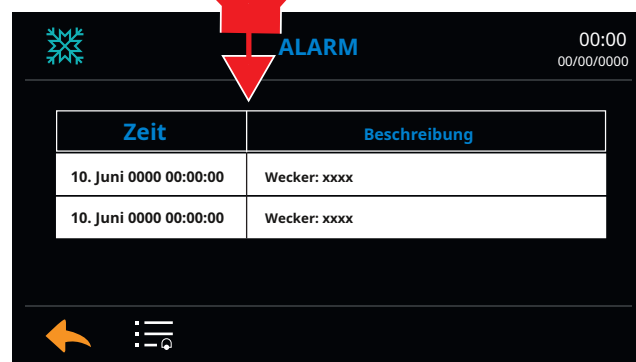 ALARM
00:00
00/00/0000
Zeit Beschreibung
10. Juni 0000 00:00:00 Wecker: xxxx
10. Juni 0000 00:00:00 Wecker: xxxx